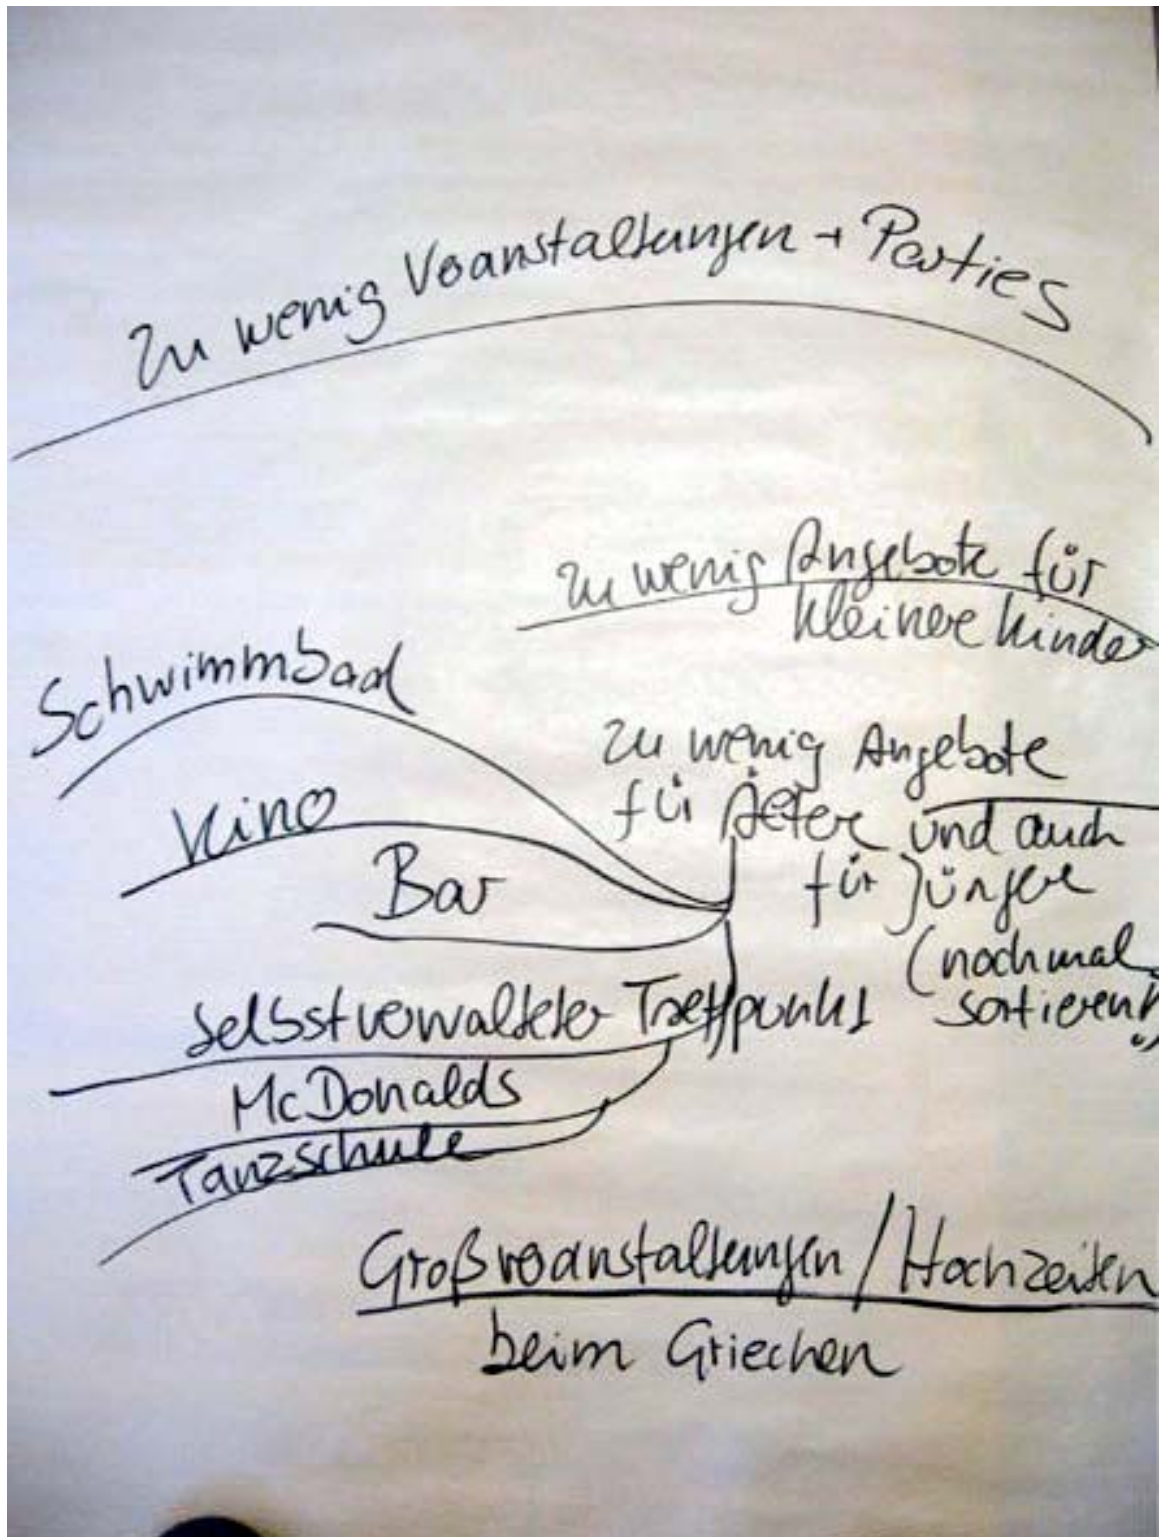 Zu wenig Veranstaltungen + Parties
Zu wenig Angebote für
kleinere Kinder
Schwimmbad
Kino
Bar
zu wenig Angebote
für Ältere und auch
für Jüngere
(nochmal
sortieren!)
selbstverwalteter Treffpunkt
McDonalds
Tanzschule
Großveranstaltungen / Hochzeiten
beim Griechen